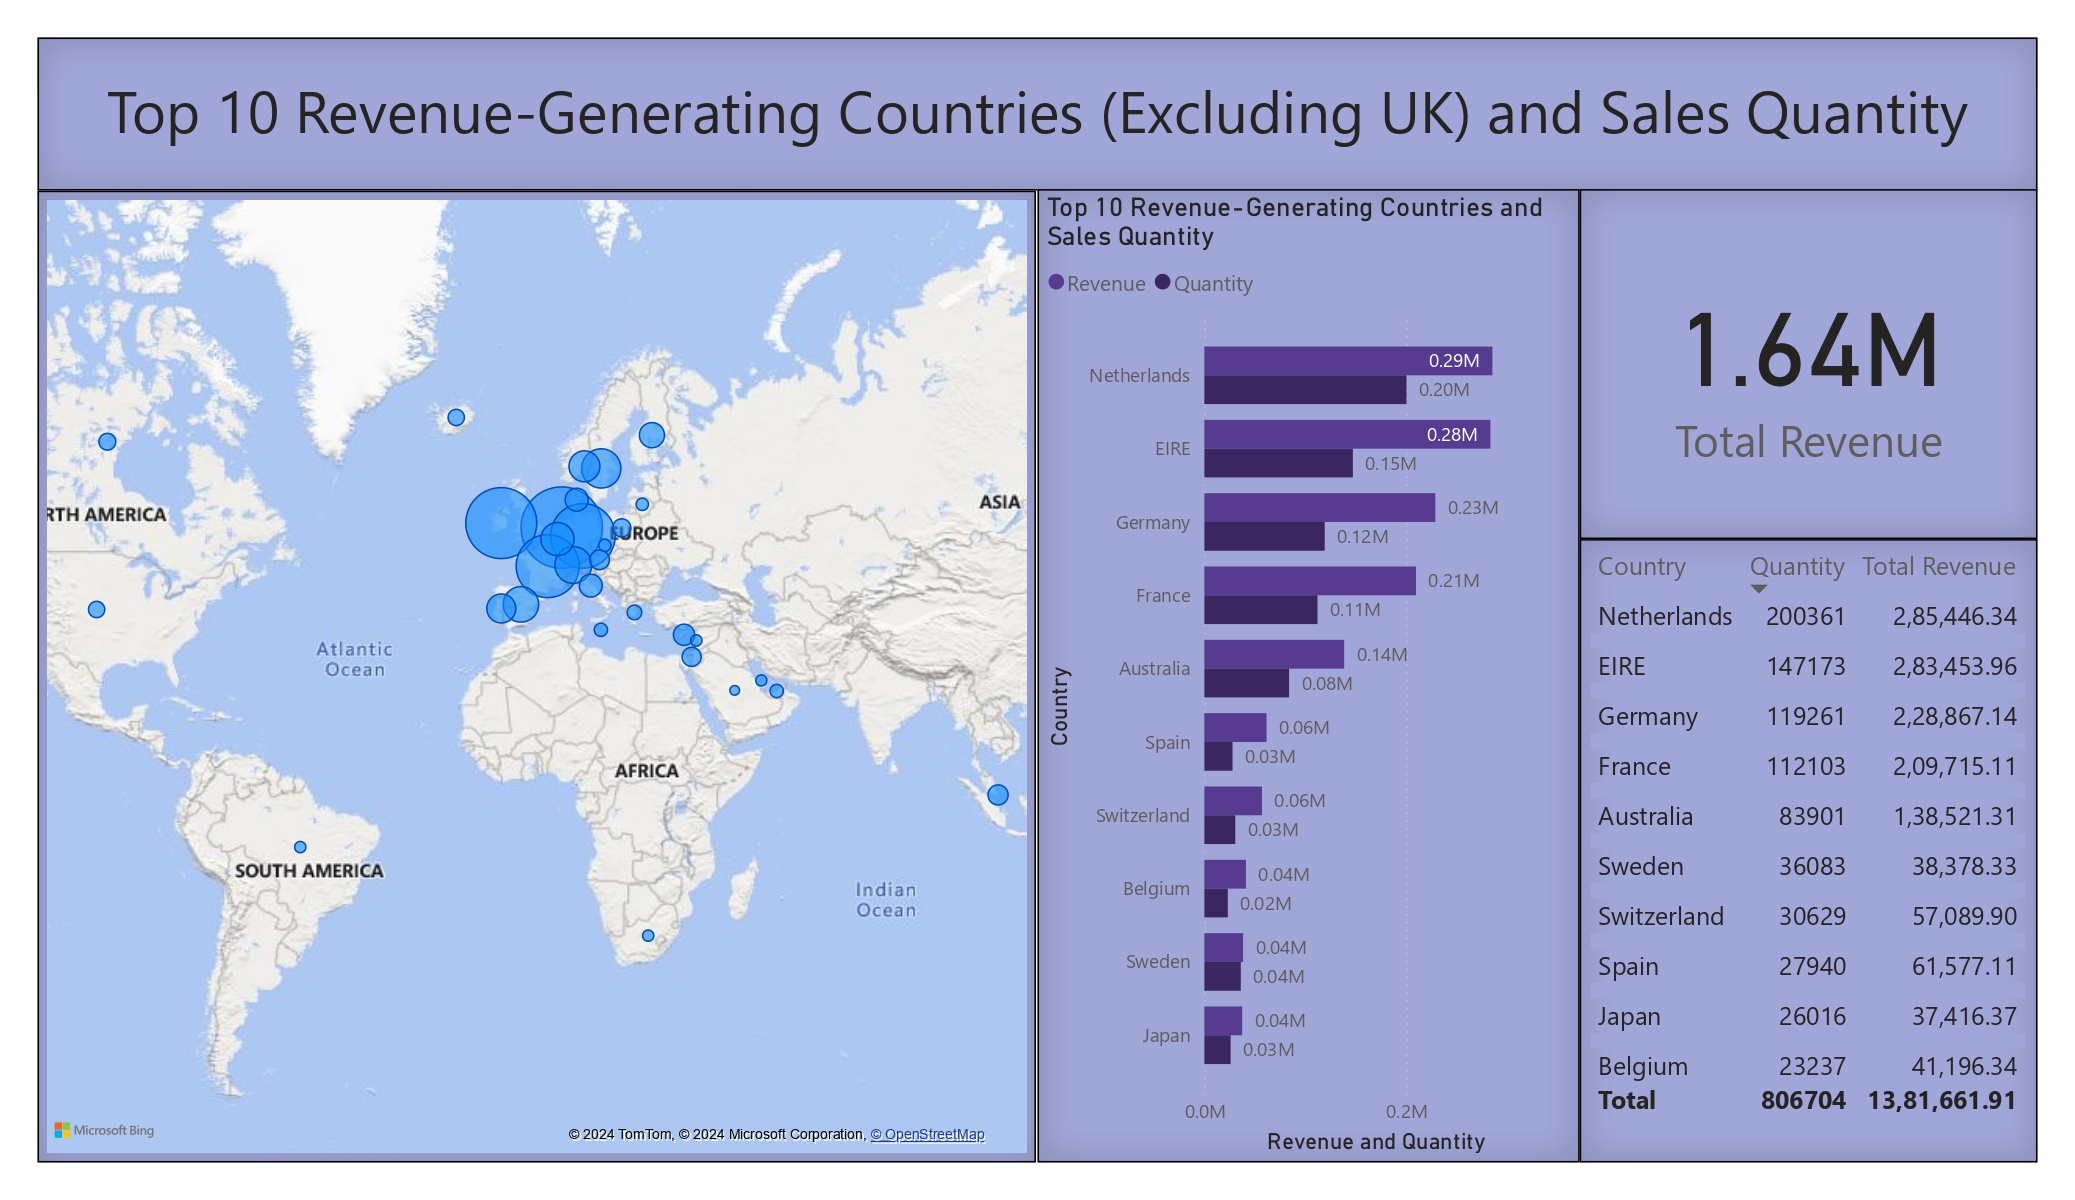 Top 10 Revenue-Generating Countries (Excluding UK) and Sales Quantity
RTH AMERICA
ASIA
EUROPE
Atlantic
Ocean
AFRICA
SOUTH AMERICA
Indian
Ocean
Microsoft Bing
© 2024 TomTom, © 2024 Microsoft Corporation, © OpenStreetMap
Top 10 Revenue-Generating Countries and
Sales Quantity
Revenue Quantity
Netherlands 0.29M
0.20M
EIRE 0.28M
0.15M
Germany 0.23M
0.12M
France 0.21M
0.11M
Australia 0.14M
0.08M
Spain 0.06M
0.03M
Switzerland 0.06M
0.03M
Belgium 0.04M
0.02M
Sweden 0.04M
0.04M
Japan 0.04M
0.03M
Country
0.0M 0.2M
Revenue and Quantity
1.64M
Total Revenue
Country Quantity Total Revenue
Netherlands 200361 2,85,446.34
EIRE 147173 2,83,453.96
Germany 119261 2,28,867.14
France 112103 2,09,715.11
Australia 83901 1,38,521.31
Sweden 36083 38,378.33
Switzerland 30629 57,089.90
Spain 27940 61,577.11
Japan 26016 37,416.37
Belgium 23237 41,196.34
Total 806704 13,81,661.91